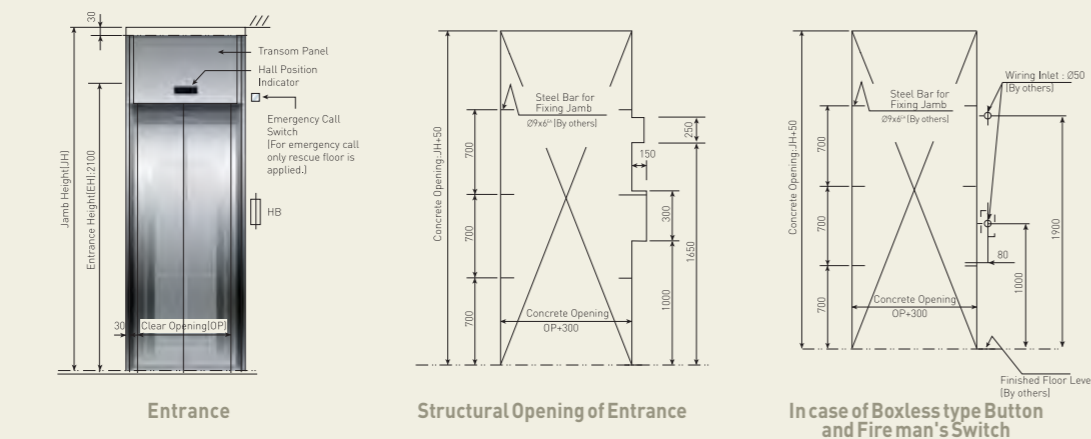 30
Transom Panel
Hall Position
Indicator
Emergency Call
Switch
(For emergency call
only rescue floor is
applied.)
HB
Jamb Height(JH)
Entrance Height(EH):2100
30
Clear Opening(OP)
Entrance
Concrete Opening:JH+50
700
700
700
Steel Bar for
Fixing Jamb
Ø9x6
(By others)
250
150
300
1650
1000
Concrete Opening
OP+300
Structural Opening of Entrance
Concrete Opening:JH+50
700
700
700
Steel Bar for
Fixing Jamb
Ø9x6
(By others)
Wiring Inlet : Ø50
(By others)
1900
80
1000
Concrete Opening
OP+300
Finished Floor Leve
(By others)
In case of Boxless type Button
and Fire man's Switch